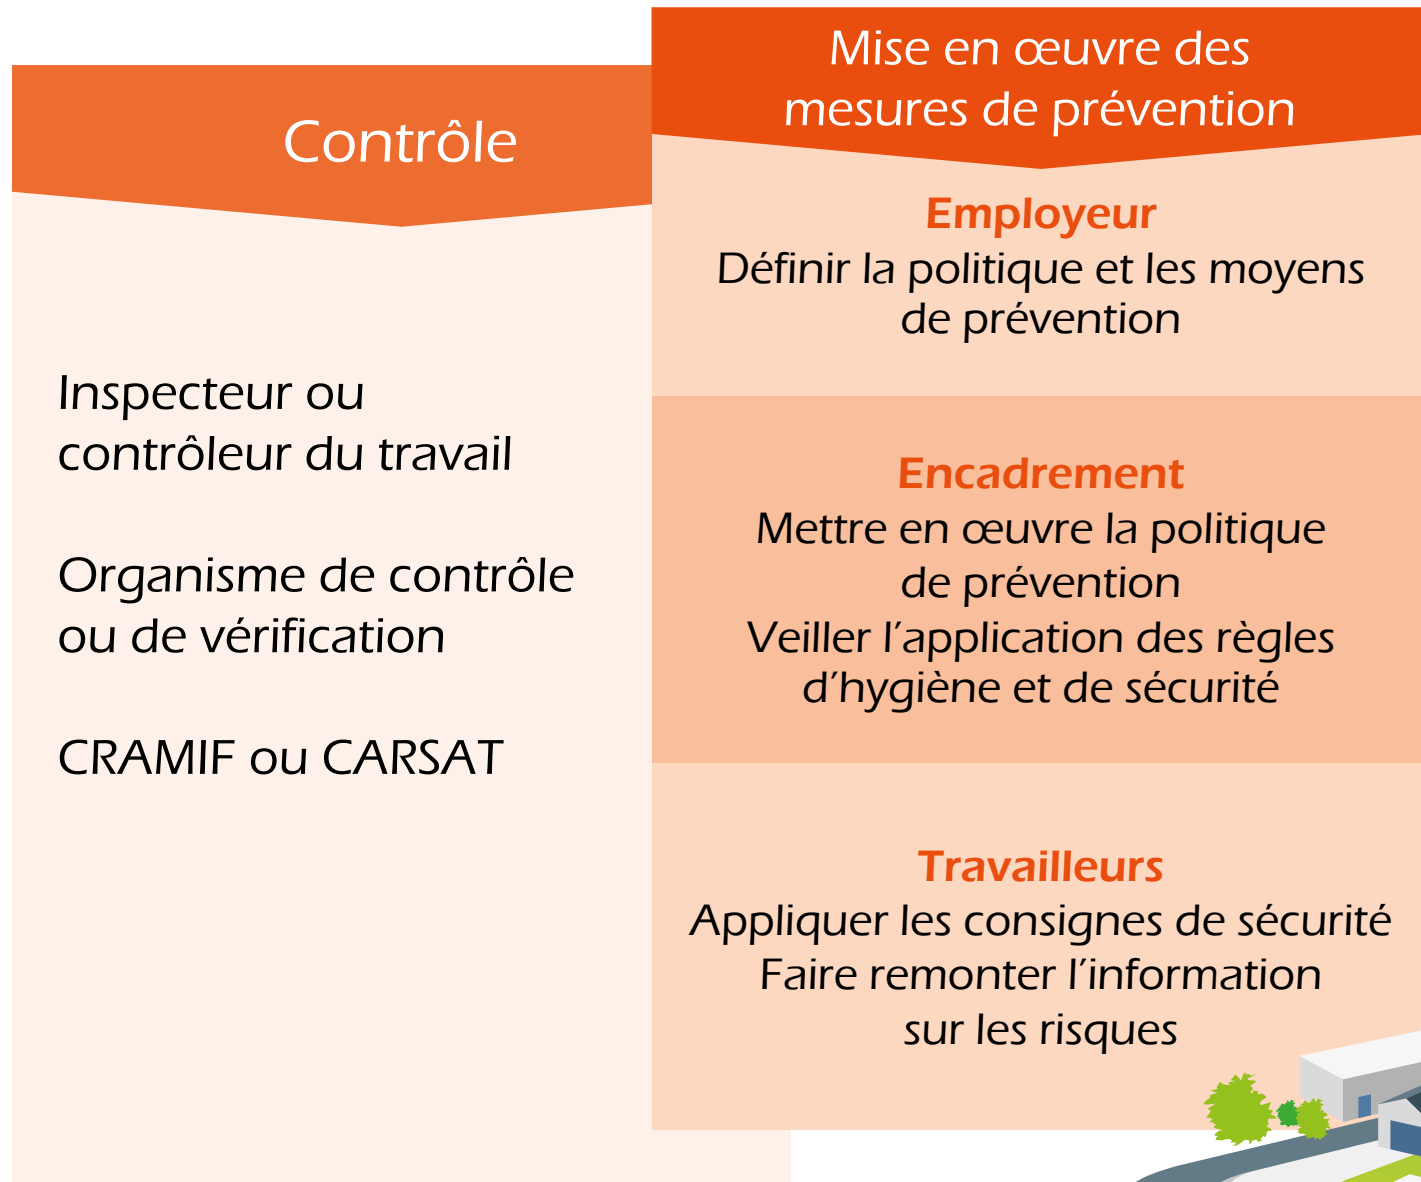 Contrôle
Inspecteur ou
contrôleur du travail
Organisme de contrôle
ou de vérification
CRAMIF ou CARSAT
Mise en œuvre des
mesures de prévention
Employeur
Définir la politique et les moyens
de prévention
Encadrement
Mettre en œuvre la politique
de prévention
Veiller l’application des règles
d’hygiène et de sécurité
Travailleurs
Appliquer les consignes de sécurité
Faire remonter l’information
sur les risques